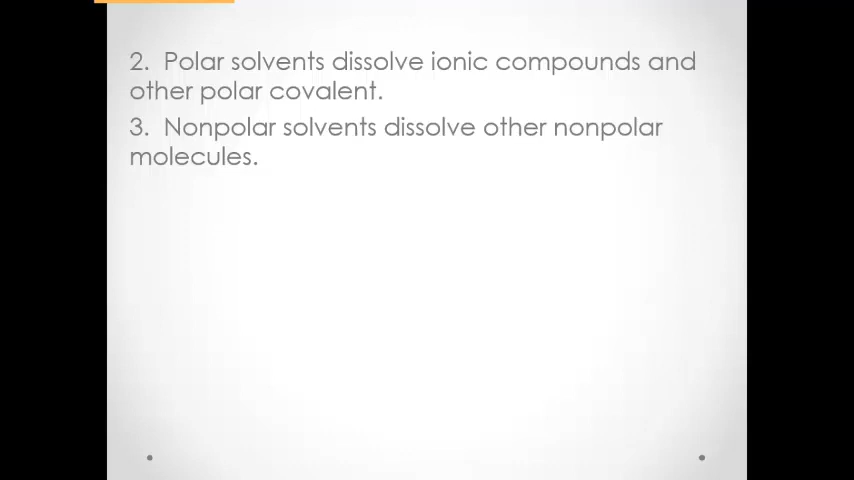 2.  Polar solvents dissolve ionic compounds and
other polar covalent.
3.  Nonpolar solvents dissolve other nonpolar
molecules.